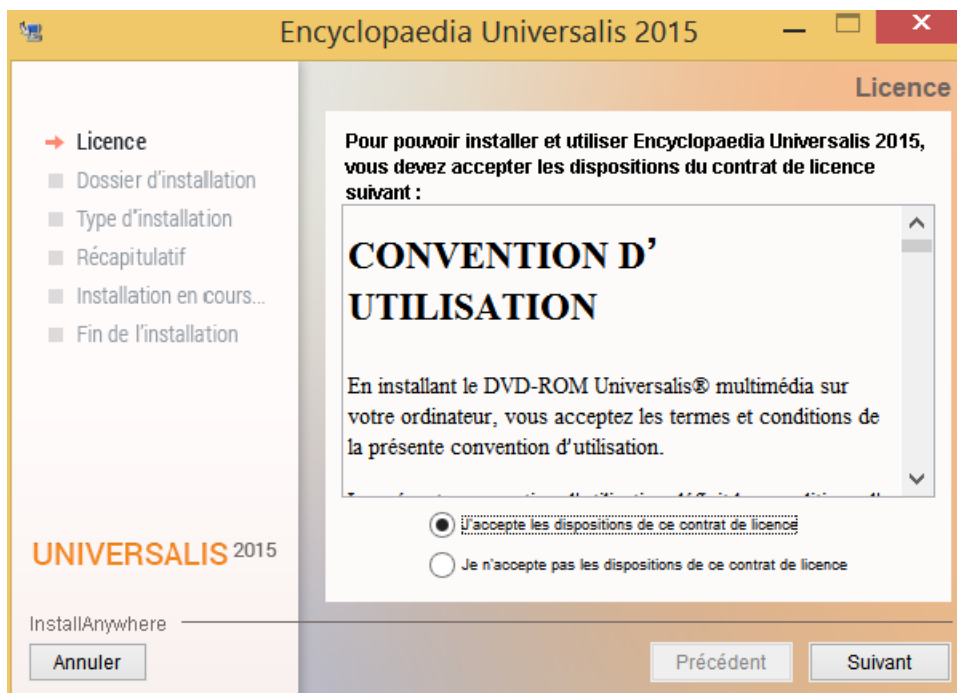 Encyclopaedia Universalis 2015
Licence
Licence
Dossier d'installation
Type d'installation
Récapitulatif
Installation en cours...
Fin de l'installation
Pour pouvoir installer et utiliser Encyclopaedia Universalis 2015,
vous devez accepter les dispositions du contrat de licence
suivant :
CONVENTION D'
UTILISATION
En installant le DVD-ROM Universalis® multimédia sur
votre ordinateur, vous acceptez les termes et conditions de
la présente convention d'utilisation.
J'accepte les dispositions de ce contrat de licence
Je n'accepte pas les dispositions de ce contrat de licence
UNIVERSALIS 2015
InstallAnywhere
Annuler
Précédent
Suivant